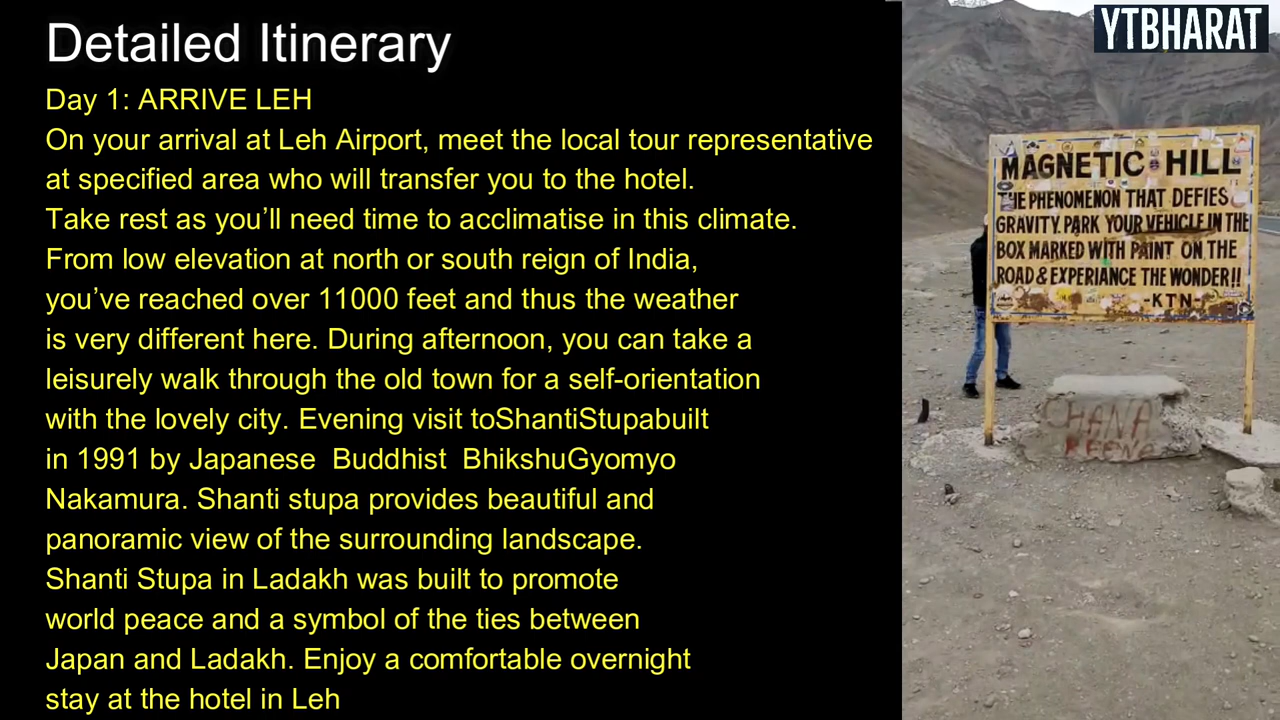 Detailed Itinerary
Day 1: ARRIVE LEH
On your arrival at Leh Airport, meet the local tour representative
at specified area who will transfer you to the hotel.
Take rest as you’ll need time to acclimatise in this climate.
From low elevation at north or south reign of India,
you’ve reached over 11000 feet and thus the weather
is very different here. During afternoon, you can take a
leisurely walk through the old town for a self-orientation
with the lovely city. Evening visit toShantiStupabuilt
in 1991 by Japanese  Buddhist  BhikshuGyomyo
Nakamura. Shanti stupa provides beautiful and
panoramic view of the surrounding landscape.
Shanti Stupa in Ladakh was built to promote
world peace and a symbol of the ties between
Japan and Ladakh. Enjoy a comfortable overnight
stay at the hotel in Leh
YTBHARAT
MAGNETIC HILL
THE PHENOMENON THAT DEFIES
GRAVITY. PARK YOUR VEHICLE IN THE
BOX MARKED WITH PAINT ON THE
ROAD & EXPERIANCE THE WONDER!!
-KTN-
CHANA